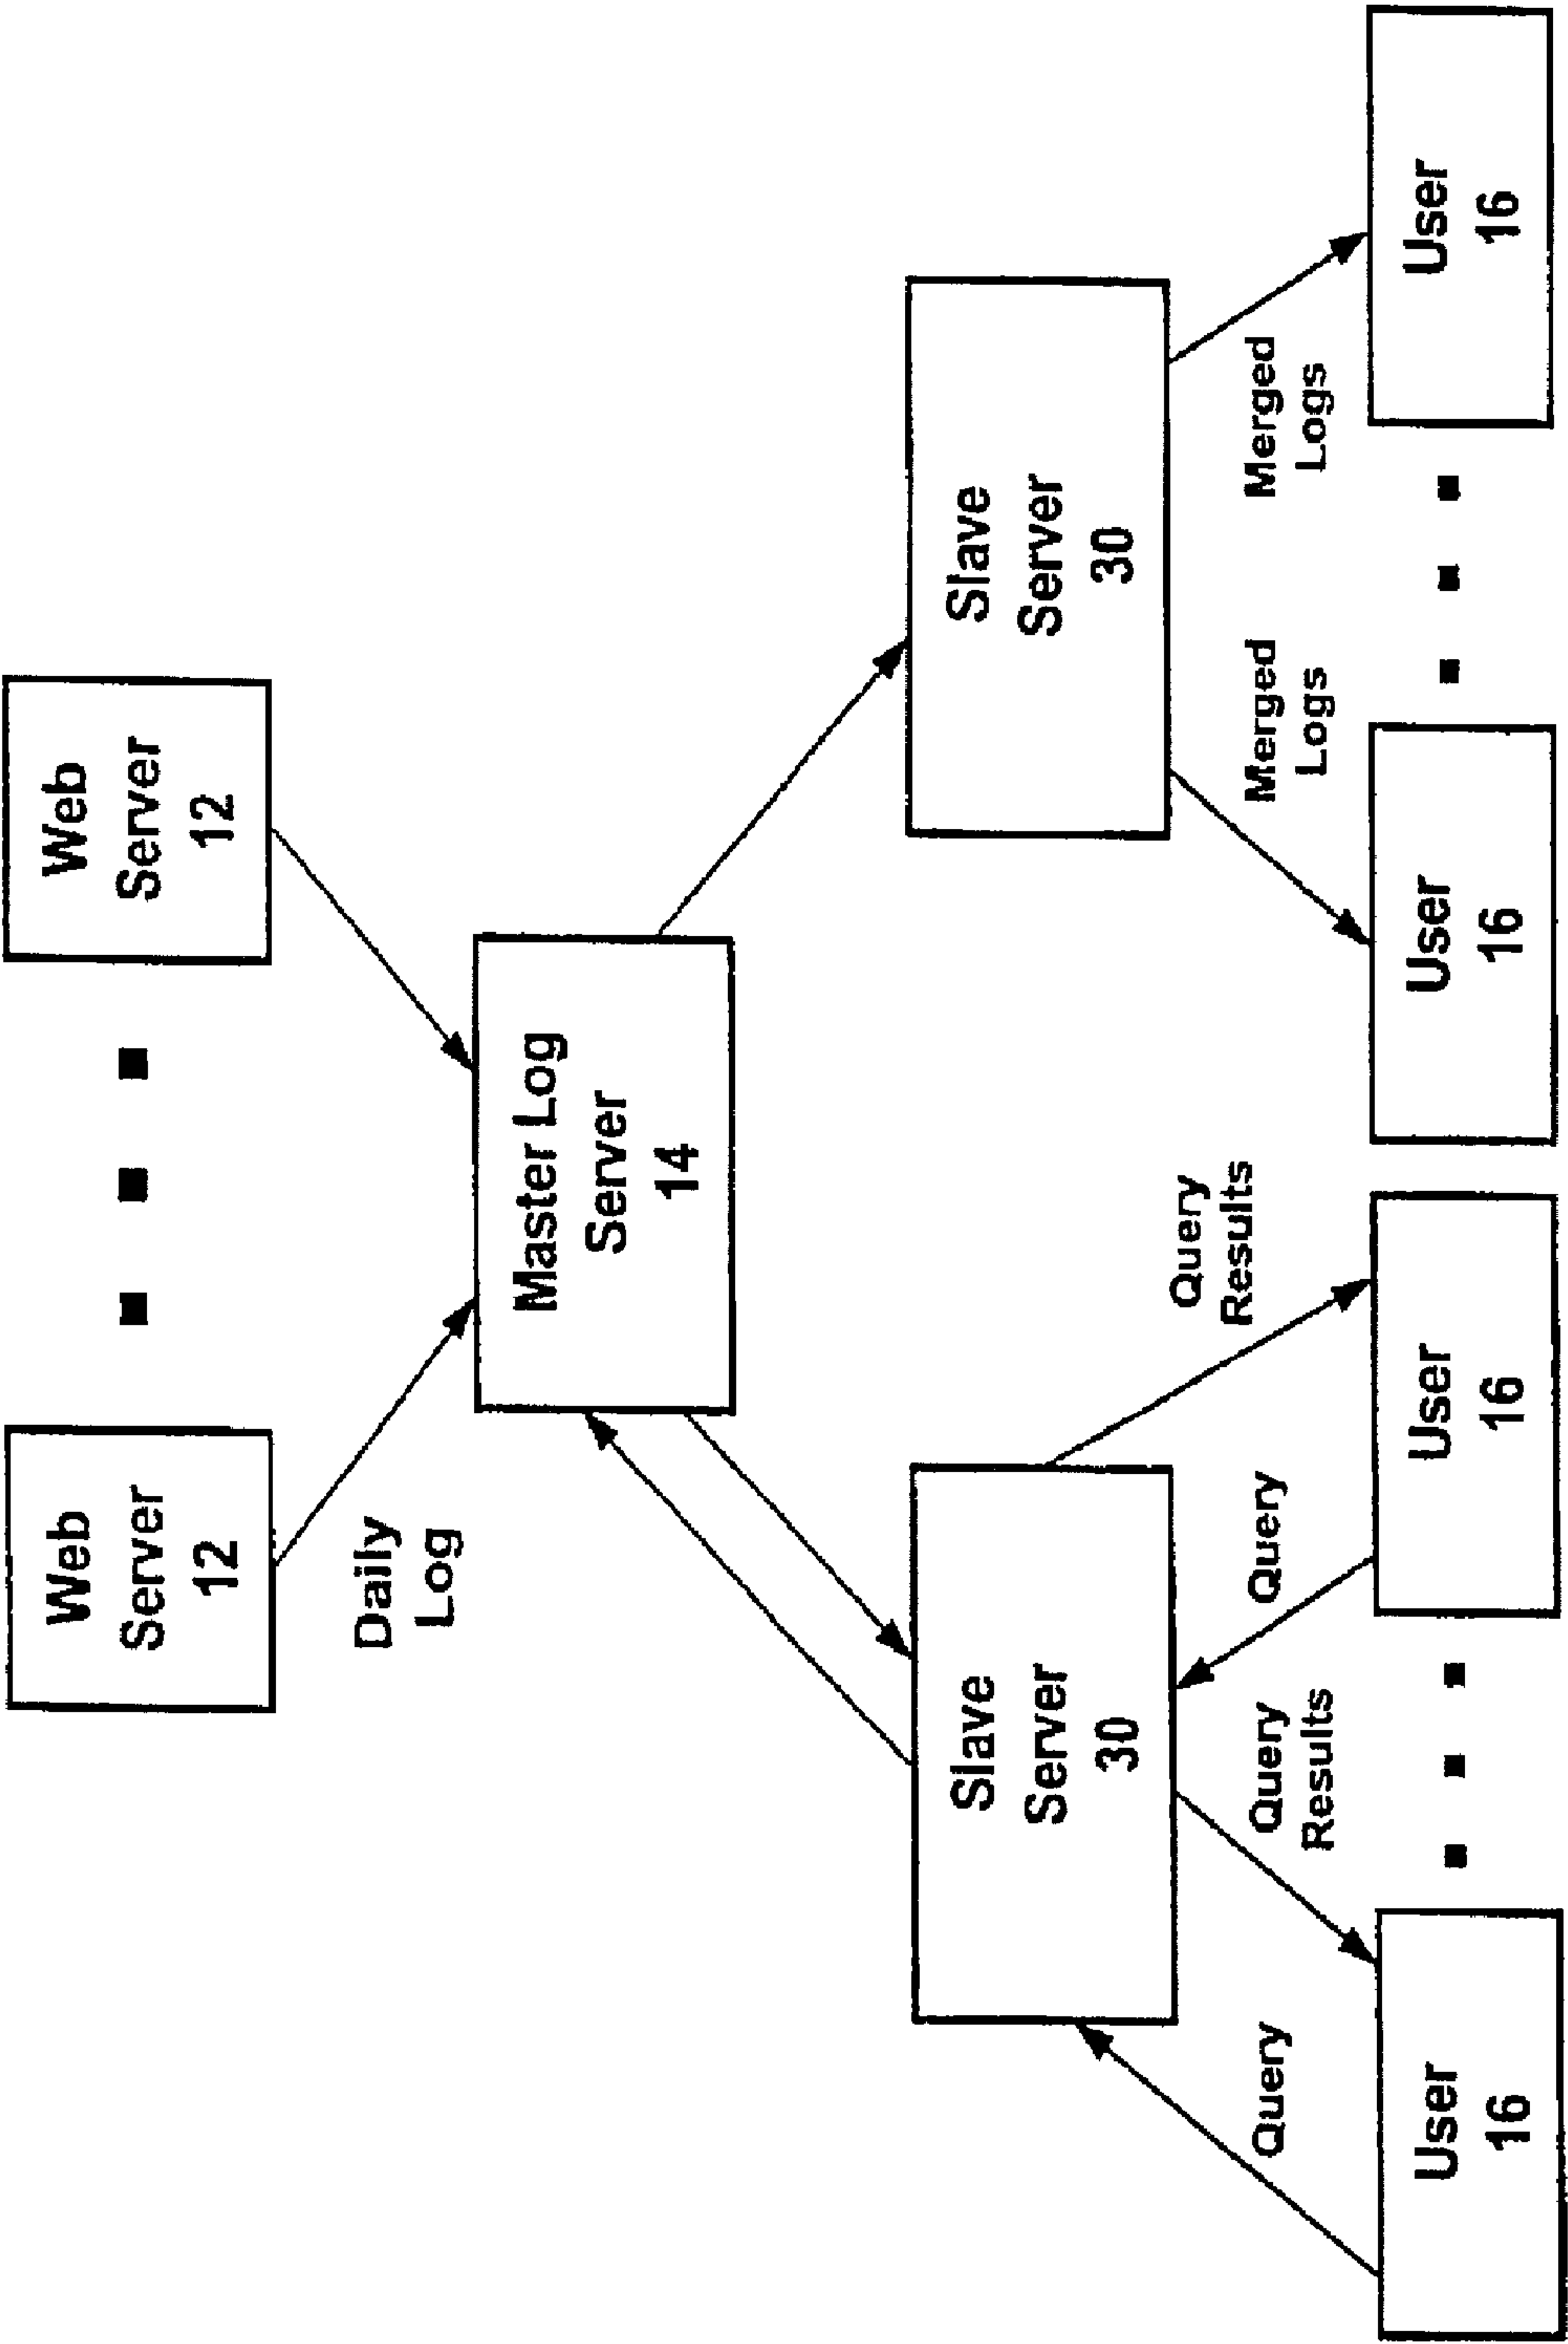 Web
Server
12
Web
Server
12
Daily
Log
Master Log
Server
14
Slave
Server
30
Slave
Server
30
Query
Query
Results
Query
Query
Results
Merged
Logs
Merged
Logs
User
16
User
16
User
16
User
16